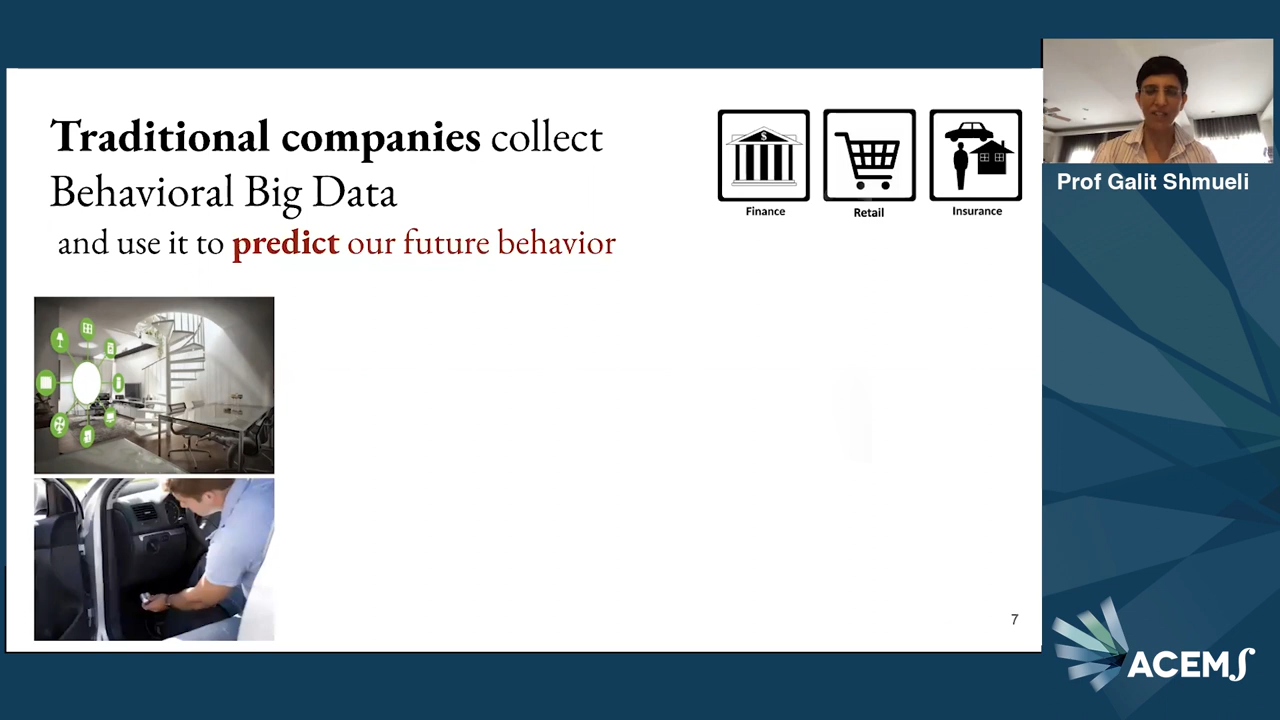 Traditional companies collect
Behavioral Big Data
and use it to predict our future behavior
$
Finance
Retail
Insurance
Prof Galit Shmueli
7
ACEMS